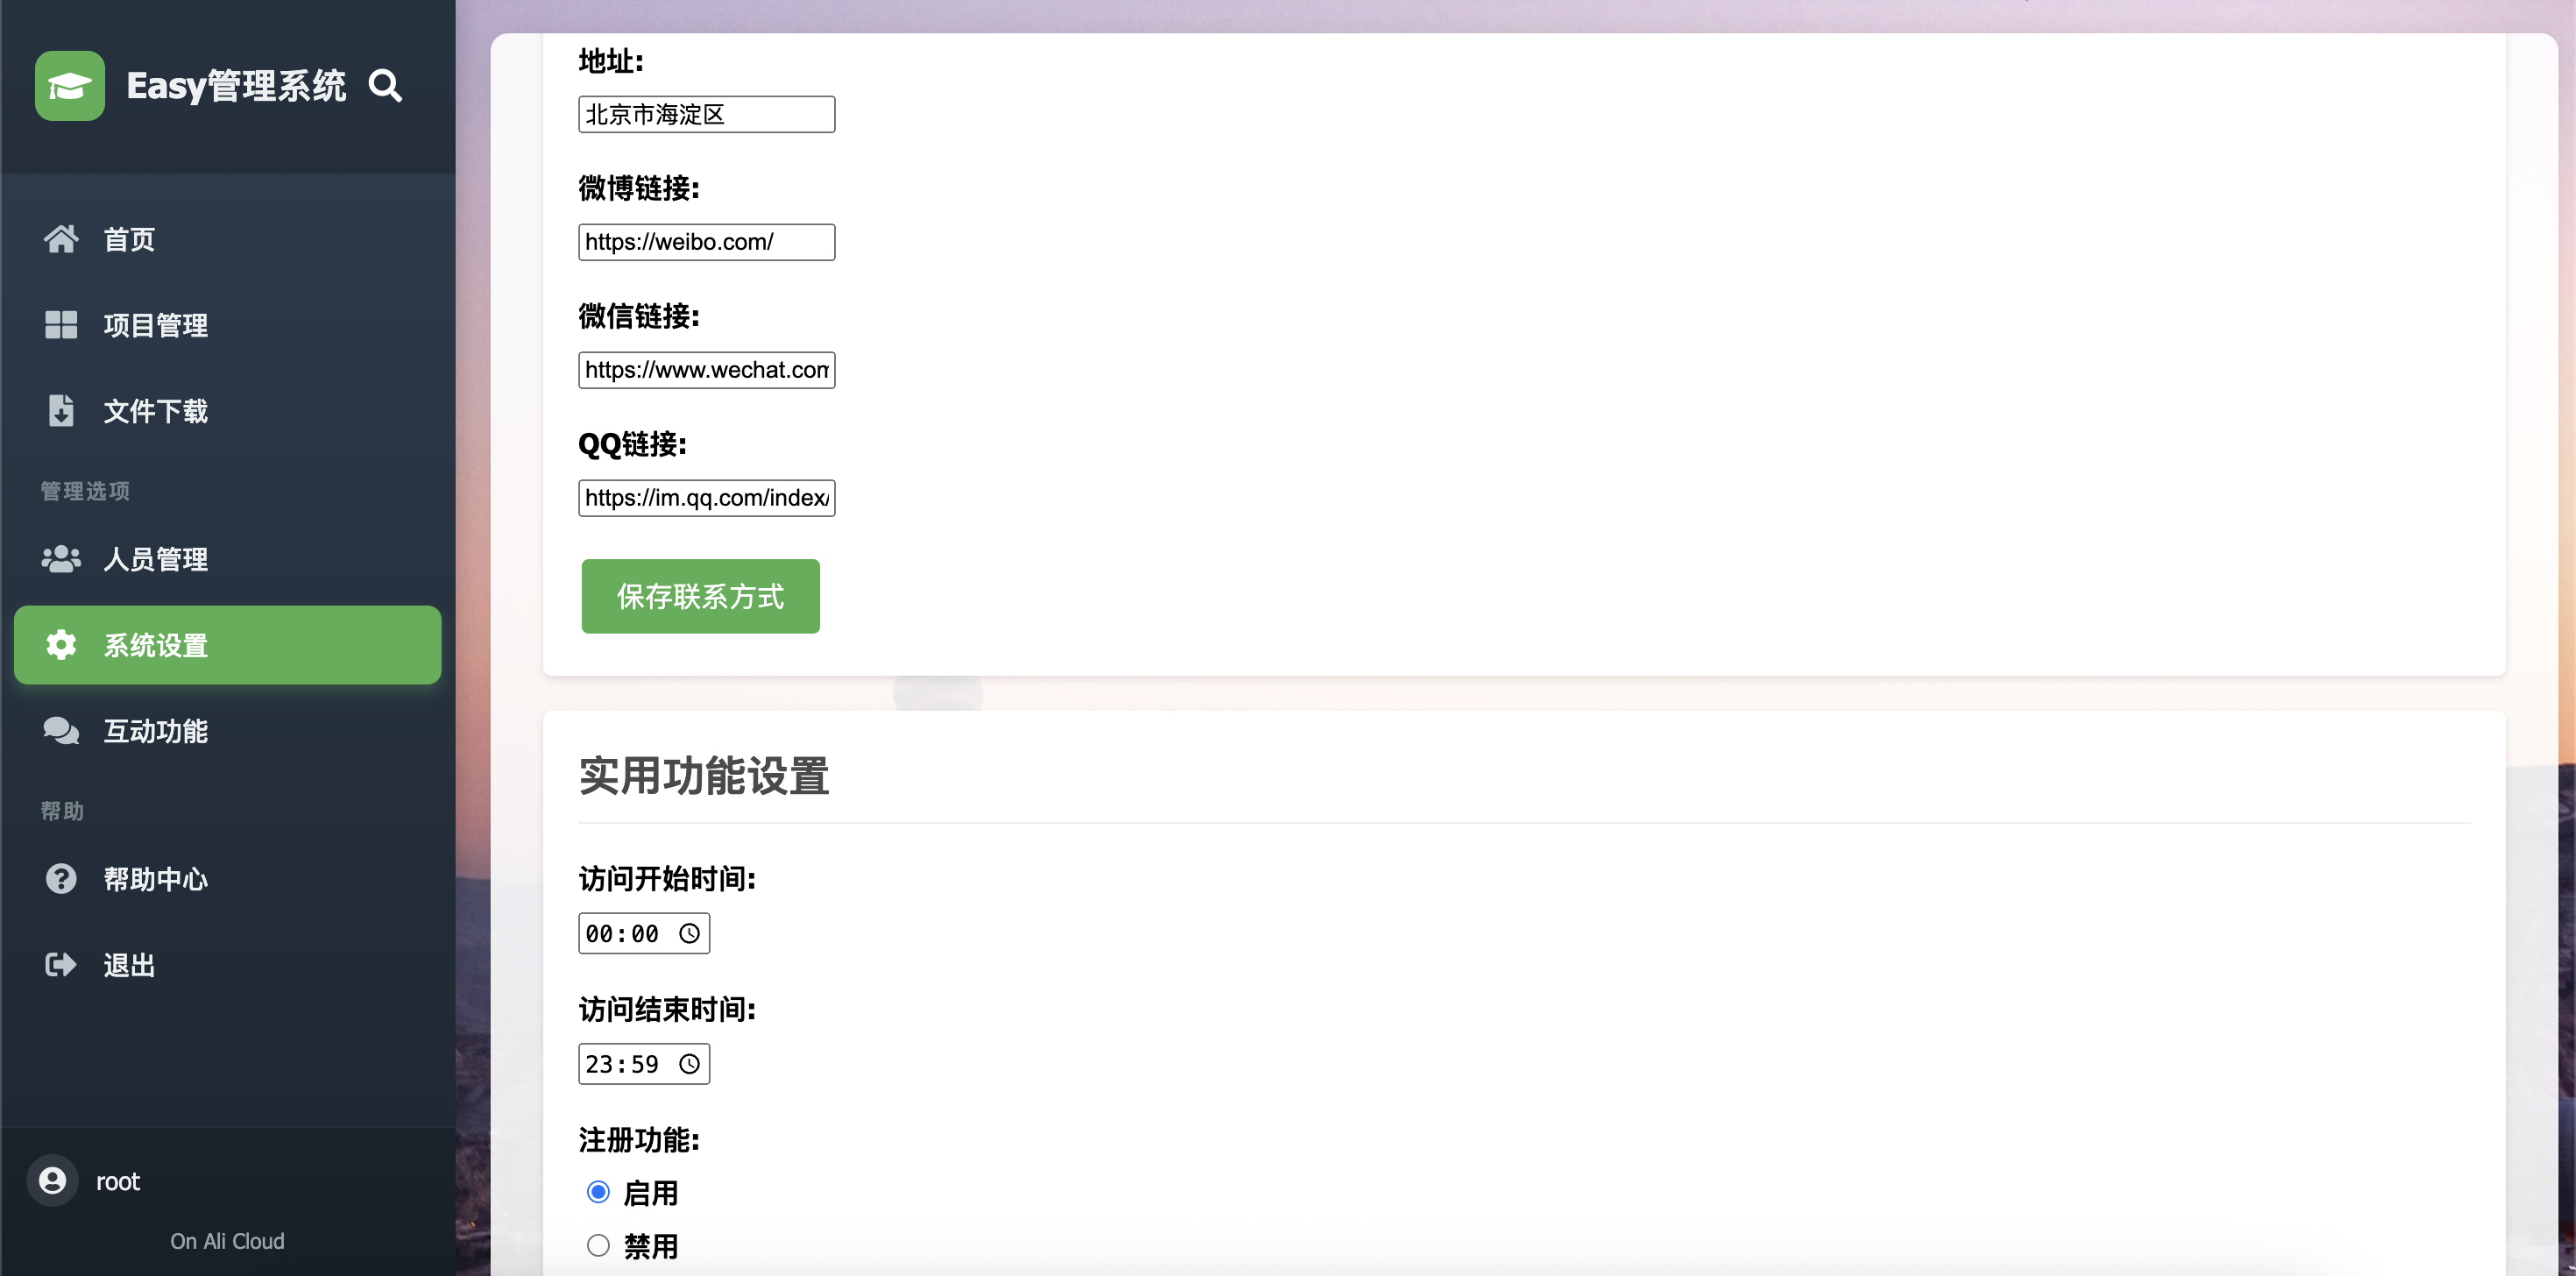 Easy管理系统
首页
项目管理
文件下载
管理选项
人员管理
系统设置
互动功能
帮助
帮助中心
退出
root
On Ali Cloud
地址:
北京市海淀区
微博链接:
https://weibo.com/
微信链接:
https://www.wechat.com
QQ链接:
https://im.qq.com/index/
保存联系方式
实用功能设置
访问开始时间:
00:00
访问结束时间:
23:59
注册功能:
启用
禁用